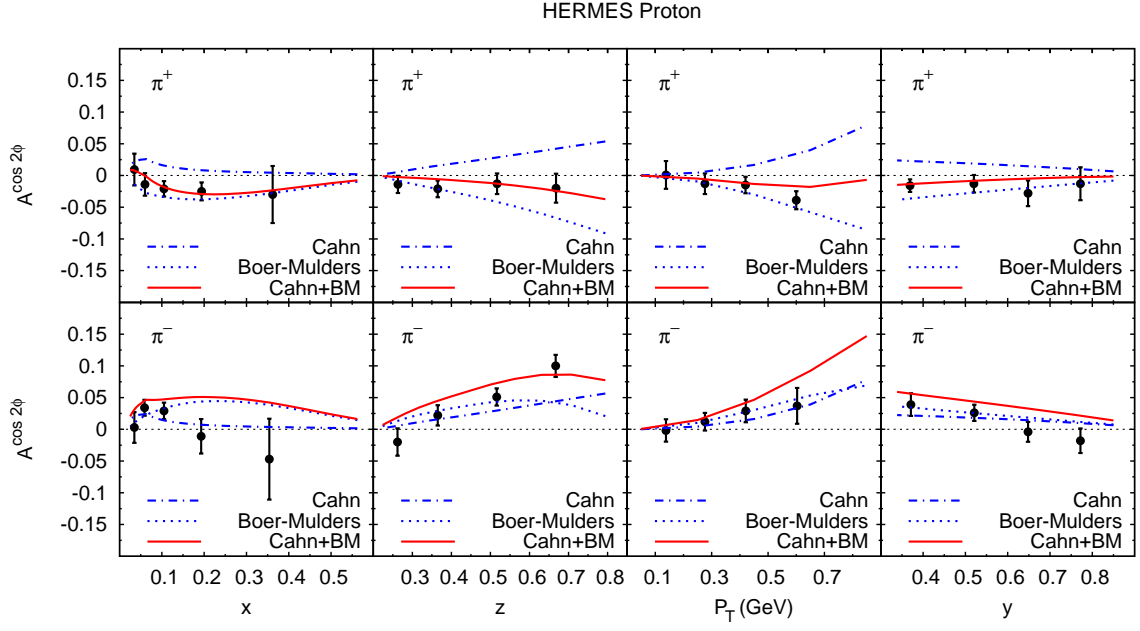 HERMES Proton
A^cos 2ϕ
0.15
0.1
0.05
0
-0.05
-0.1
-0.15
π⁺
Cahn
Boer-Mulders
Cahn+BM
π⁺
Cahn
Boer-Mulders
Cahn+BM
π⁺
Cahn
Boer-Mulders
Cahn+BM
π⁺
Cahn
Boer-Mulders
Cahn+BM
A^cos 2ϕ
0.15
0.1
0.05
0
-0.05
-0.1
-0.15
π⁻
Cahn
Boer-Mulders
Cahn+BM
π⁻
Cahn
Boer-Mulders
Cahn+BM
π⁻
Cahn
Boer-Mulders
Cahn+BM
π⁻
Cahn
Boer-Mulders
Cahn+BM
0.1 0.2 0.3 0.4 0.5
0.3 0.4 0.5 0.6 0.7 0.8
0.1 0.3 0.5 0.7
0.4 0.5 0.6 0.7 0.8
x
z
P_T (GeV)
y